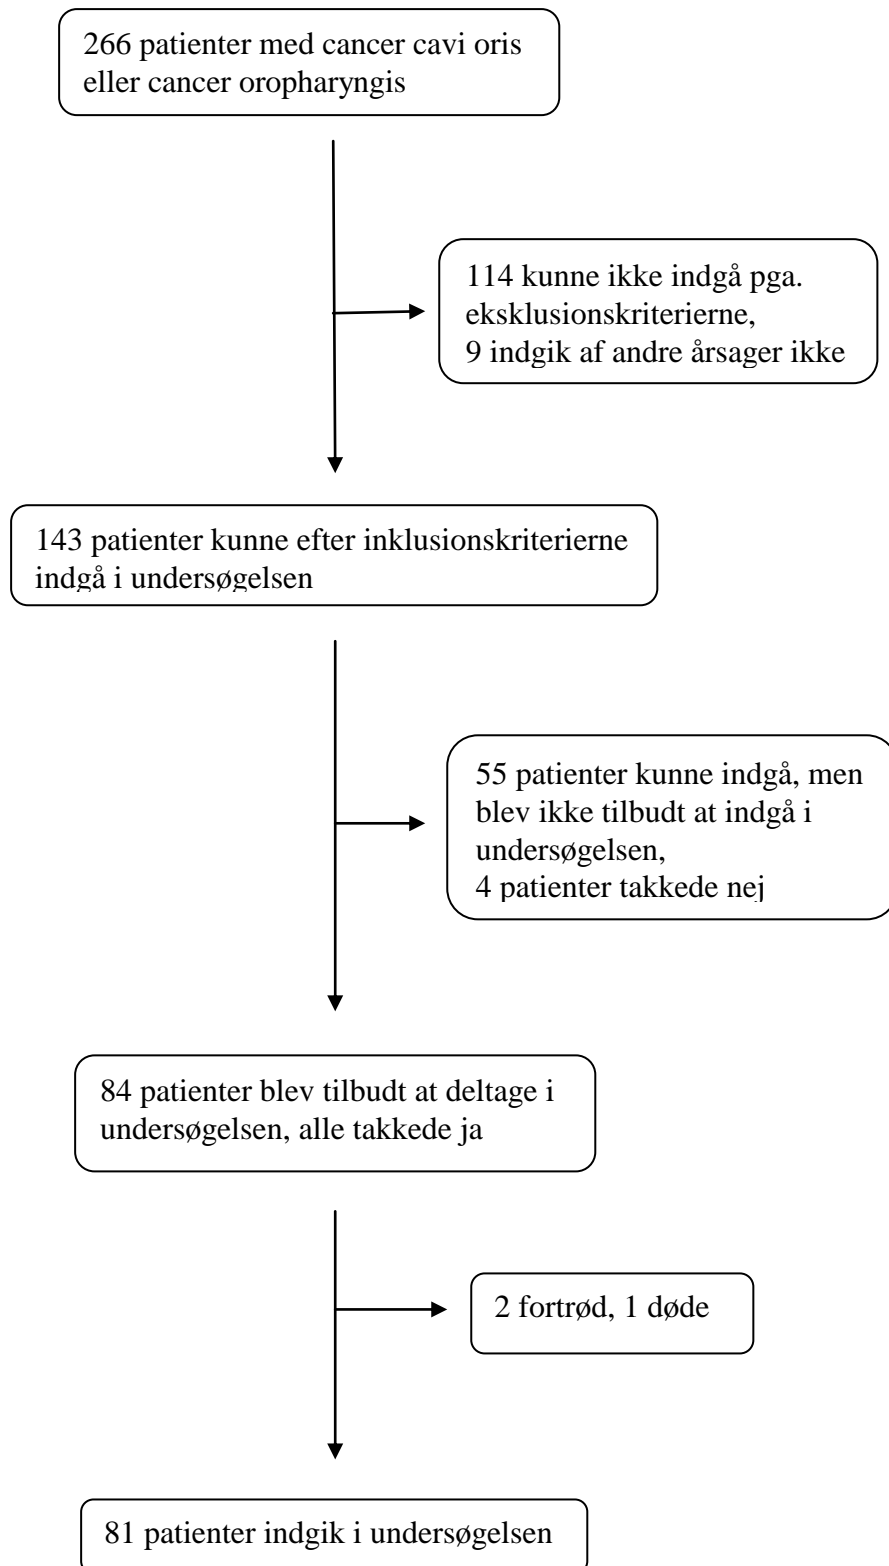 266 patienter med cancer cavi oris
eller cancer oropharyngis
114 kunne ikke indgå pga.
eksklusionskriterierne,
9 indgik af andre årsager ikke
143 patienter kunne efter inklusionskriterierne
indgå i undersøgelsen
55 patienter kunne indgå, men
blev ikke tilbudt at indgå i
undersøgelsen,
4 patienter takkede nej
84 patienter blev tilbudt at deltage i
undersøgelsen, alle takkede ja
2 fortrød, 1 døde
81 patienter indgik i undersøgelsen